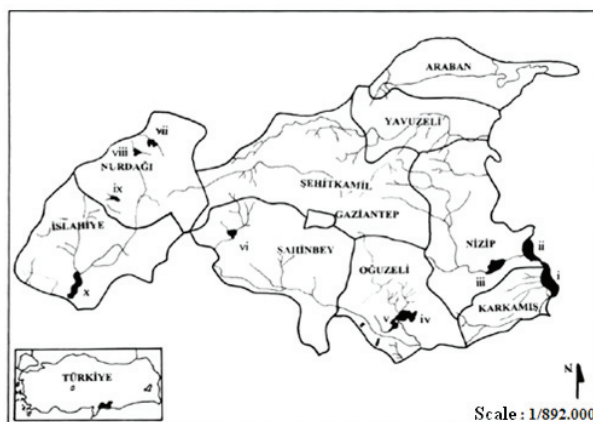 ARABAN
YAVUZELİ
vii
viii
NURDAĞI
ŞEHİTKAMİL
ix
İSLAHİYE
GAZİANTEP
NİZİP
ii
vi
ŞAHİNBEY
OĞUZELİ
iii
i
x
KARKAMIŞ
v
iv
TÜRKİYE
N
Scale : 1/892.000